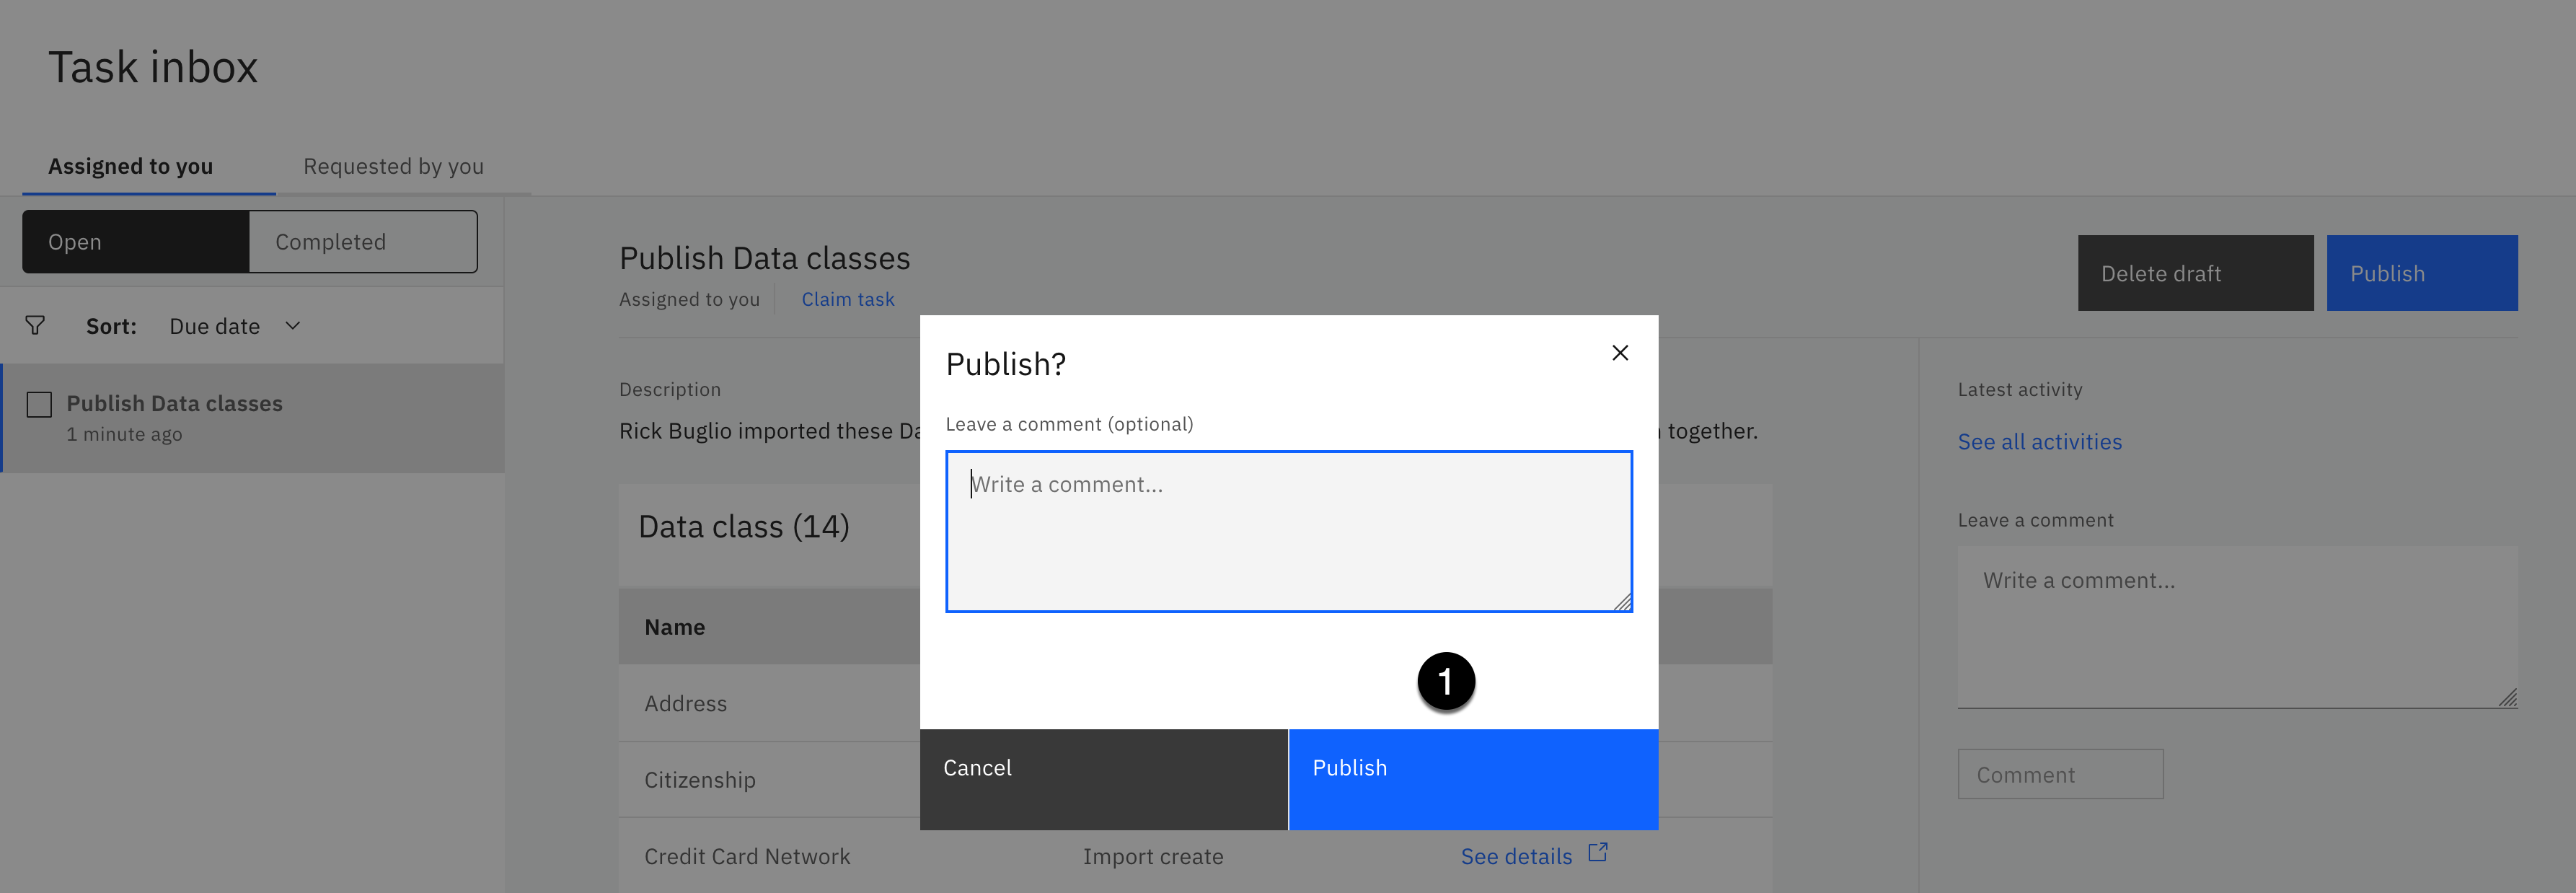 Task inbox
Assigned to you
Requested by you
Open
Completed
Sort: Due date
Publish Data classes
1 minute ago
Publish Data classes
Assigned to you
Claim task
Delete draft
Publish
Description
Rick Buglio imported these Da
together.
Data class (14)
Name
Address
Citizenship
Credit Card Network
Import create
See details
Publish?
Leave a comment (optional)
Write a comment...
1
Cancel
Publish
Latest activity
See all activities
Leave a comment
Write a comment...
Comment